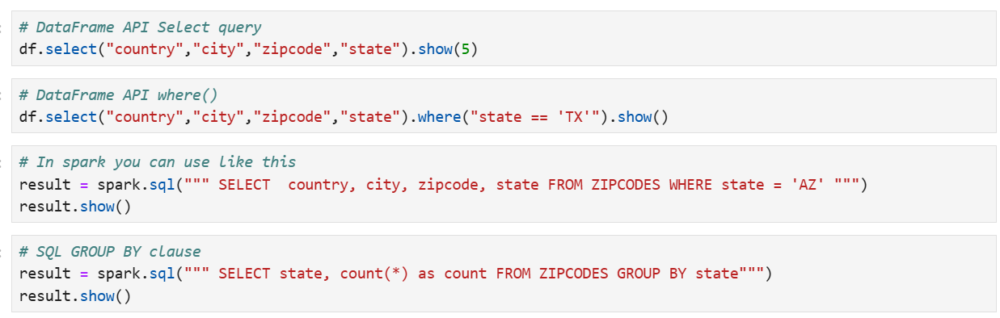 # DataFrame API Select query
df.select("country","city","zipcode","state").show(5)
# DataFrame API where()
df.select("country","city","zipcode","state").where("state == 'TX'").show()
# In spark you can use like this
result = spark.sql(""" SELECT  country, city, zipcode, state FROM ZIPCODES WHERE state = 'AZ' """)
result.show()
# SQL GROUP BY clause
result = spark.sql(""" SELECT state, count(*) as count FROM ZIPCODES GROUP BY state""")
result.show()